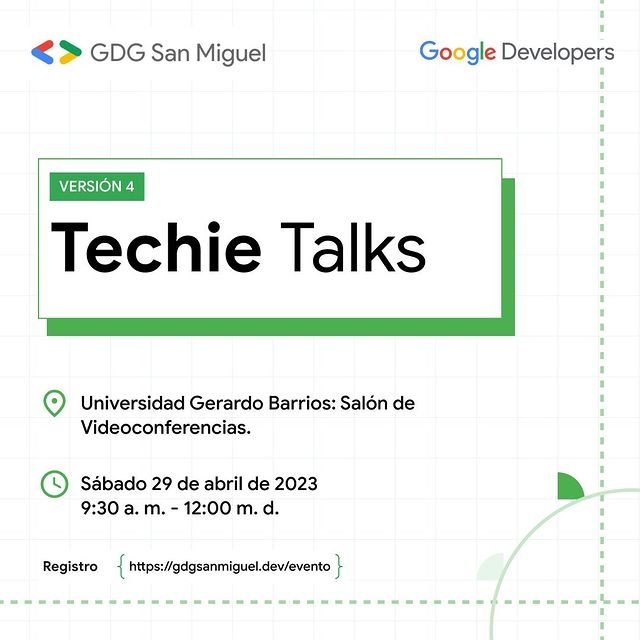 GDG San Miguel
Google Developers
VERSIÓN 4
Techie Talks
Universidad Gerardo Barrios: Salón de
Videoconferencias.
Sábado 29 de abril de 2023
9:30 a. m. - 12:00 m. d.
Registro {https://gdgsanmiguel.dev/evento}